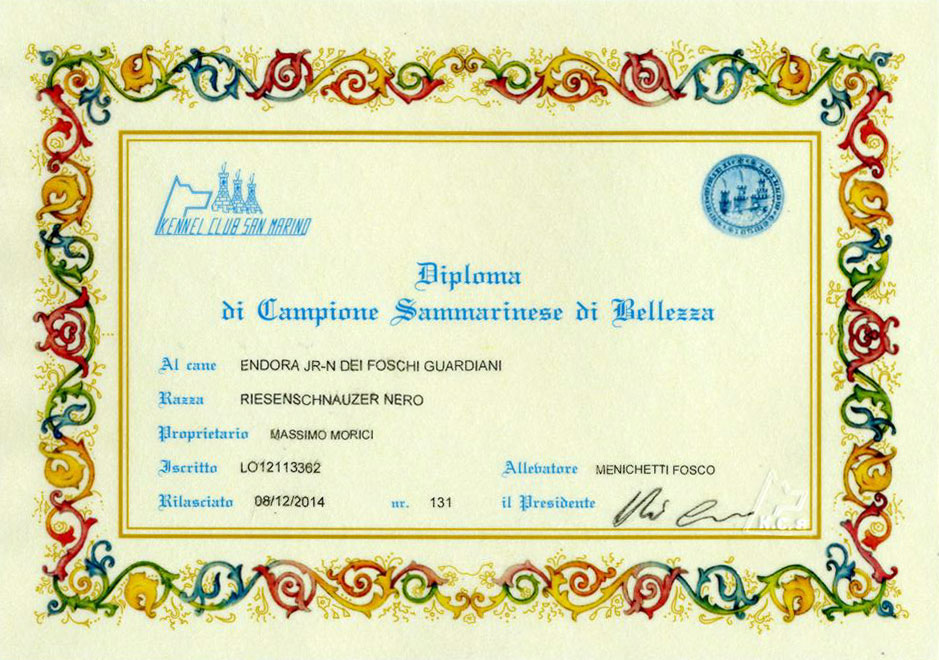 KENNEL CLUB SAN MARINO
Diploma
di Campione Sammarinese di Bellezza
Al cane ENDORA JR-N DEI FOSCHI GUARDIANI
Razza RIESENSCHNAUZER NERO
Proprietario MASSIMO MORICI
Iscritto LO12113362 Allevatore MENICHETTI FOSCO
Rilasciato 08/12/2014 nr. 131 il Presidente
K.C.S